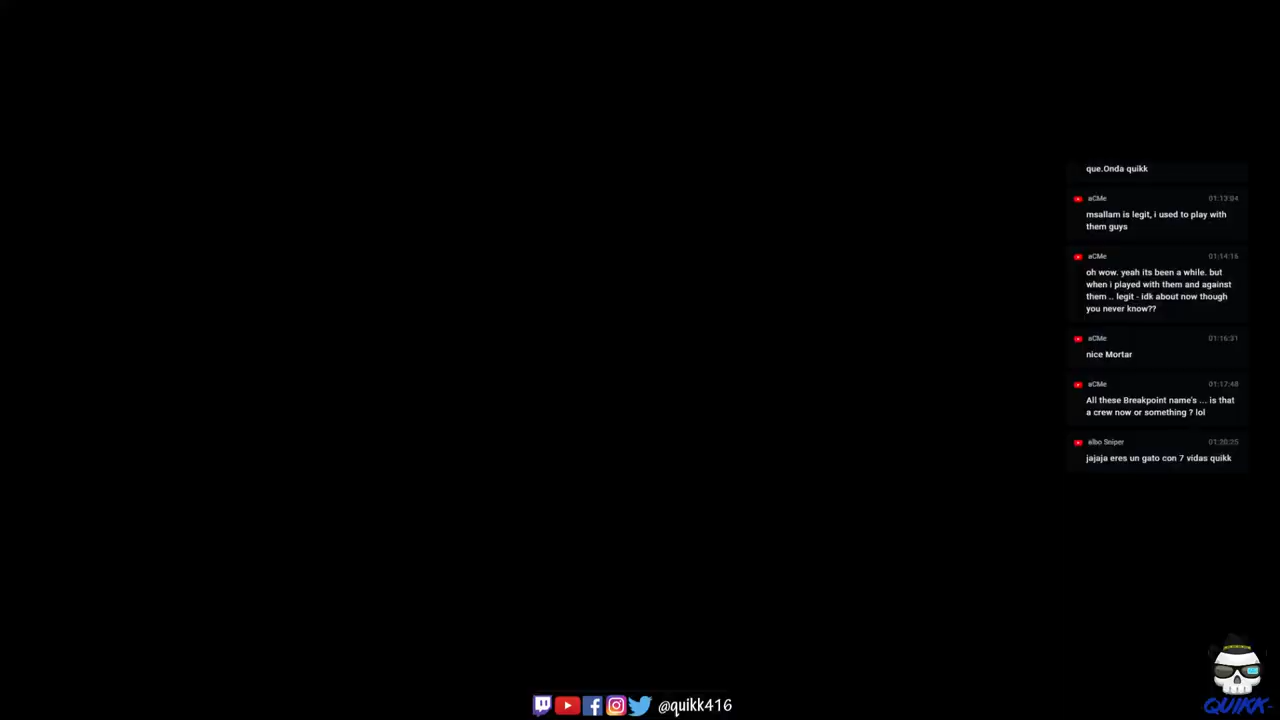 que.Onda quikk
aCMe 01:13:04
msallam is legit, i used to play with
them guys
aCMe 01:14:16
oh wow. yeah its been a while. but
when i played with them and against
them .. legit - idk about now though
you never know??
aCMe 01:16:31
nice Mortar
aCMe 01:17:48
All these Breakpoint name's ... is that
a crew now or something ? lol
albo Sniper 01:20:25
jajaja eres un gato con 7 vidas quikk
@quikk416
QUIKK-